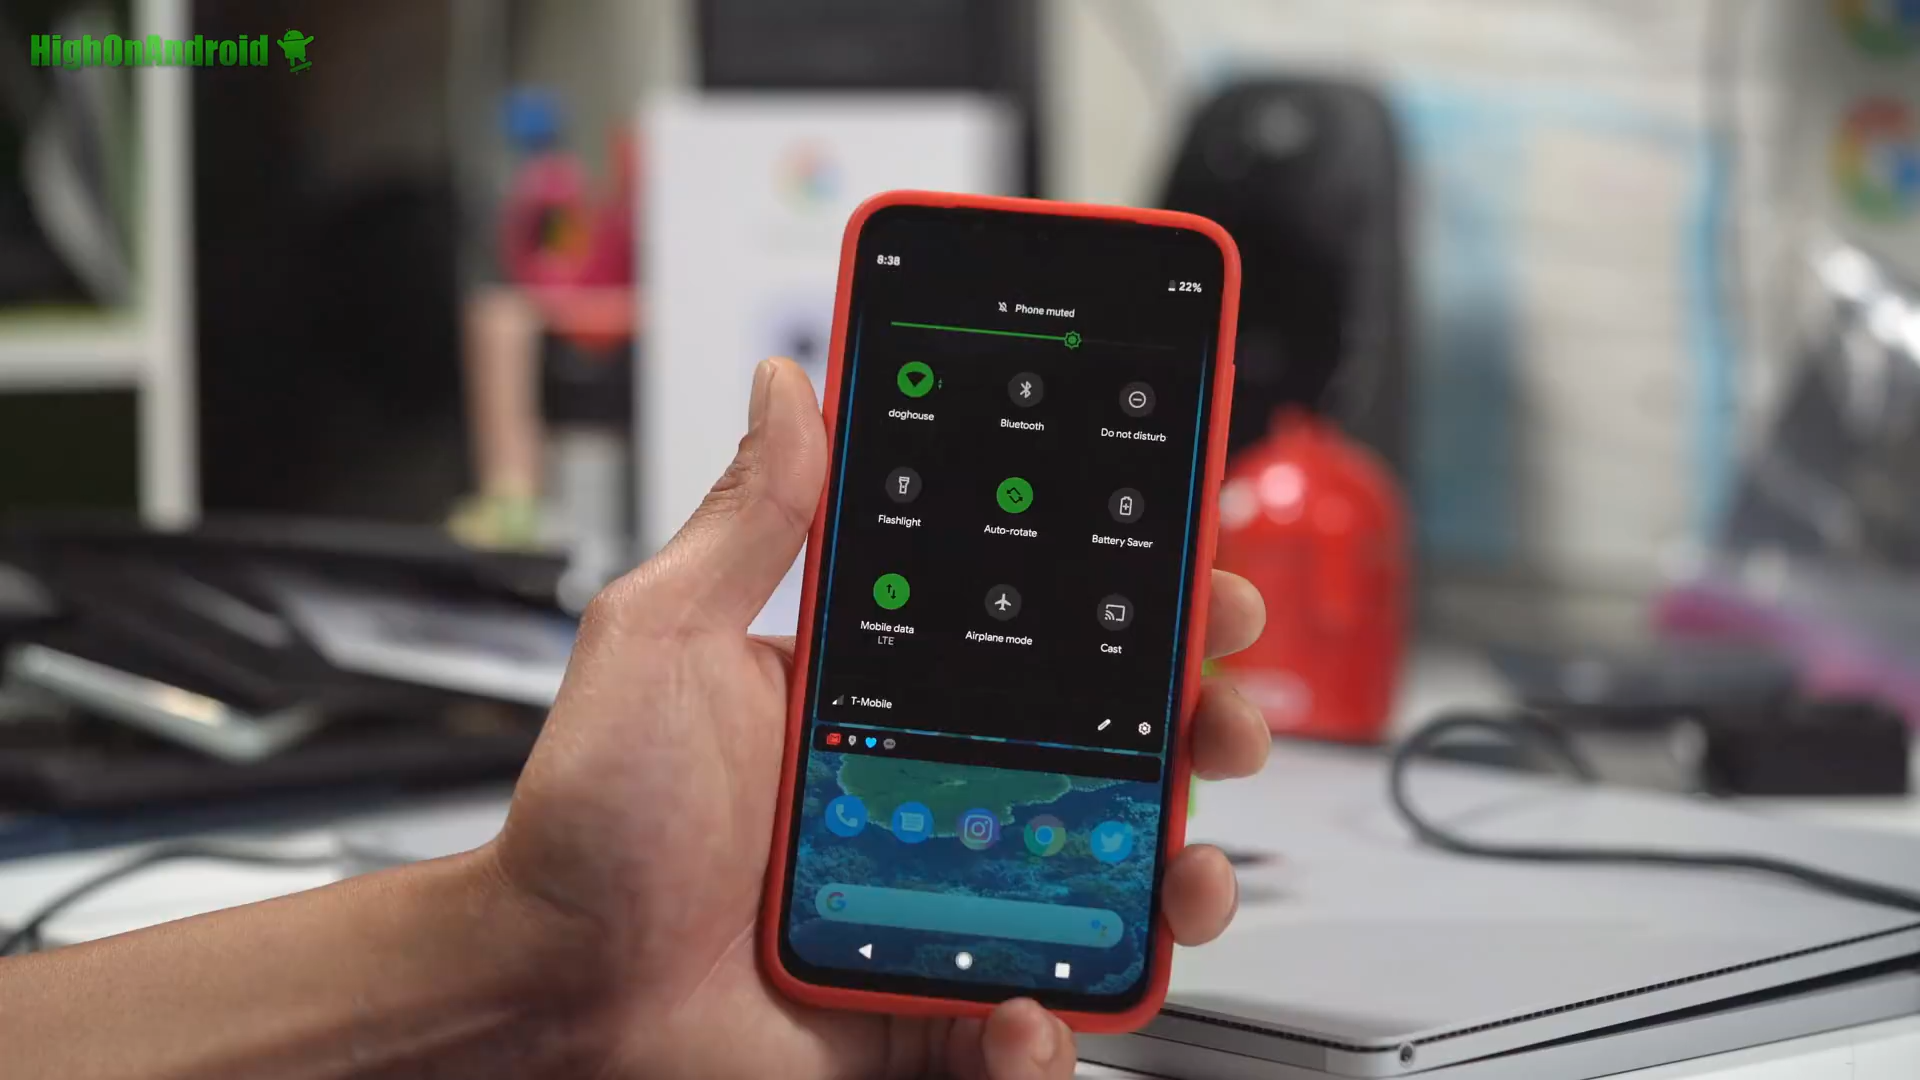 HighOnAndroid
8:38
22%
Phone muted
doghouse
Bluetooth
Do not disturb
Flashlight
Auto-rotate
Battery Saver
Mobile data
LTE
Airplane mode
Cast
T-Mobile